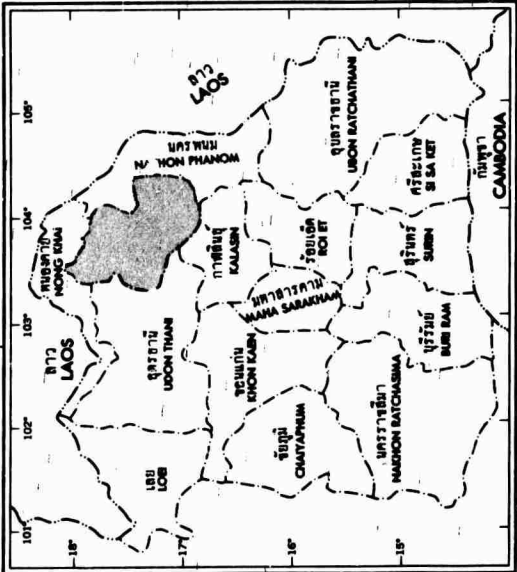 101°
102°
103°
104°
105°
18°
17°
16°
15°
ลาว
LAOS
หนองคาย
NONG KHAI
ลาว
LAOS
เลย
LOEI
อุดรธานี
UDON THANI
นครพนม
NA HON PHANOM
ขอนแก่น
KHON KAEN
กาฬสินธุ์
KALASIN
ชัยภูมิ
CHAIYAPHUM
มหาสารคาม
MAHA SARAKHAM
ร้อยเอ็ด
ROI ET
อุบลราชธานี
UBON RATCHATHANI
นครราชสีมา
NAKHON RATCHASIMA
บุรีรัมย์
BURI RAM
สุรินทร์
SURIN
ศรีสะเกษ
SI SA KET
กัมพูชา
CAMBODIA